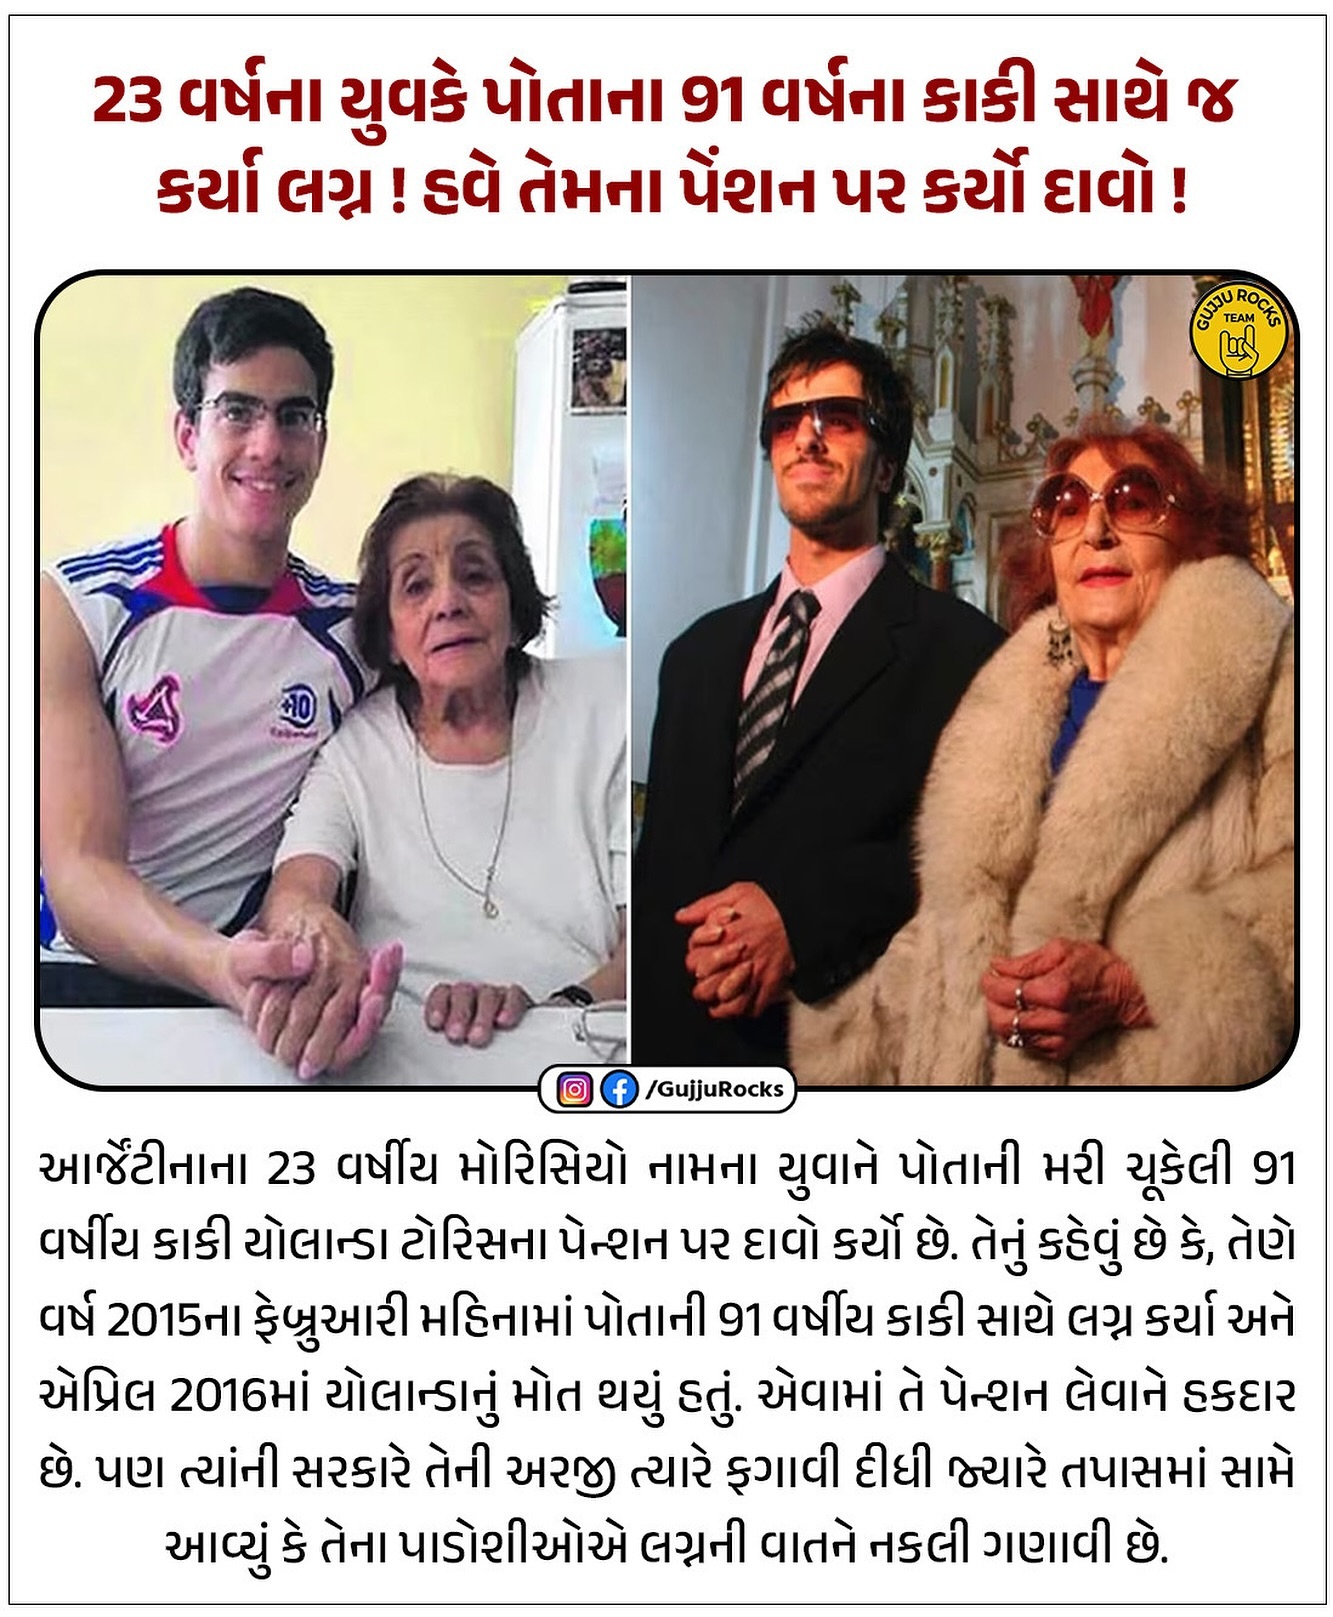 23 વર્ષના યુવકે પોતાના 91 વર્ષના કાકી સાથે જ
કર્યા લગ્ન ! હવે તેમના પેંશન પર કર્યો દાવો !
GUJJU ROCKS
TEAM
+10
/GujjuRocks
આર્જેંટીનાના 23 વર્ષીય મોરિસિયો નામના યુવાને પોતાની મરી ચૂકેલી 91
વર્ષીય કાકી યોલાન્ડા ટોરિસના પેન્શન પર દાવો કર્યો છે. તેનું કહેવું છે કે, તેણે
વર્ષ 2015ના ફેબ્રુઆરી મહિનામાં પોતાની 91 વર્ષીય કાકી સાથે લગ્ન કર્યા અને
એપ્રિલ 2016માં યોલાન્ડાનું મોત થયું હતું. એવામાં તે પેન્શન લેવાને હકદાર
છે. પણ ત્યાંની સરકારે તેની અરજી ત્યારે ફગાવી દીધી જ્યારે તપાસમાં સામે
આવ્યું કે તેના પાડોશીઓએ લગ્નની વાતને નકલી ગણાવી છે.